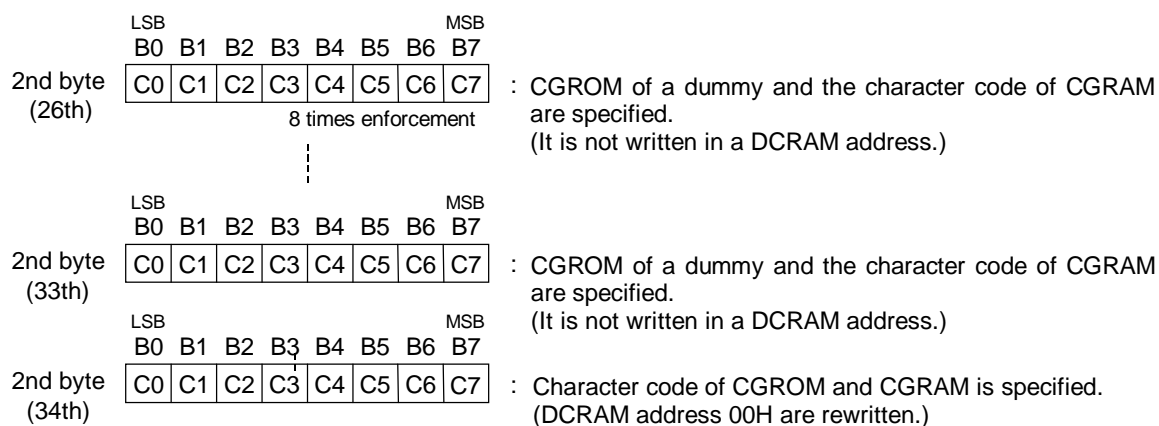 LSB MSB
B0 B1 B2 B3 B4 B5 B6 B7
2nd byte C0 C1 C2 C3 C4 C5 C6 C7 : CGROM of a dummy and the character code of CGRAM
(26th) are specified.
8 times enforcement
(It is not written in a DCRAM address.)
LSB MSB
B0 B1 B2 B3 B4 B5 B6 B7
2nd byte C0 C1 C2 C3 C4 C5 C6 C7 : CGROM of a dummy and the character code of CGRAM
(33th) are specified.
(It is not written in a DCRAM address.)
LSB MSB
B0 B1 B2 B3 B4 B5 B6 B7
2nd byte C0 C1 C2 C3 C4 C5 C6 C7 : Character code of CGROM and CGRAM is specified.
(34th) (DCRAM address 00H are rewritten.)